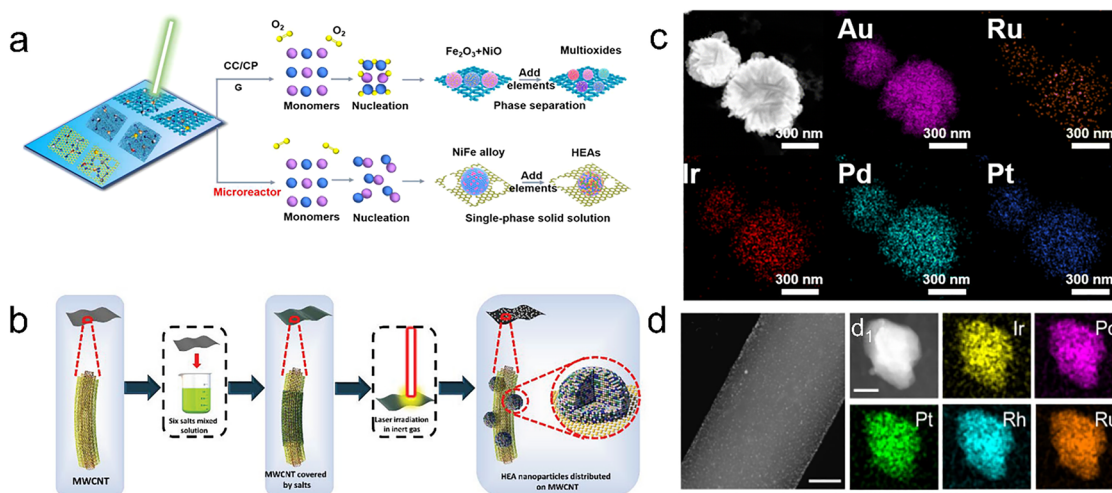 a
O2
O2
CC/CP
G
Monomers
Nucleation
Fe2O3+NiO
Add
elements
Multioxides
Phase separation
Microreactor
Monomers
Nucleation
NiFe alloy
Add
elements
HEAs
Single-phase solid solution
b
MWCNT
Six salts mixed
solution
MWCNT covered
by salts
Laser irradiation
in inert gas
HEA nanoparticles distributed
on MWCNT
c
300 nm
Au
300 nm
Ru
300 nm
Ir
300 nm
Pd
300 nm
Pt
300 nm
d
d1
Ir
Pd
Pt
Rh
Ru